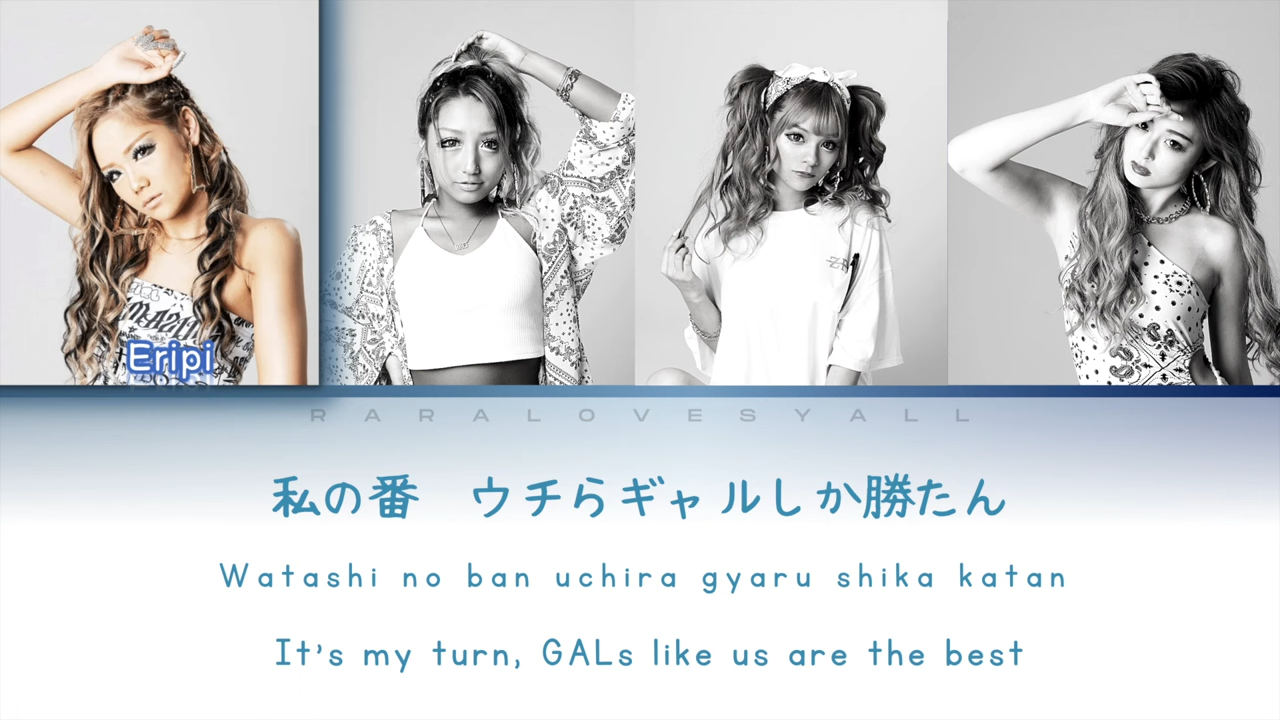 Eripi
RARALOVESYALL
私の番　ウチらギャルしか勝たん
Watashi no ban uchira gyaru shika katan
It's my turn, GALs like us are the best